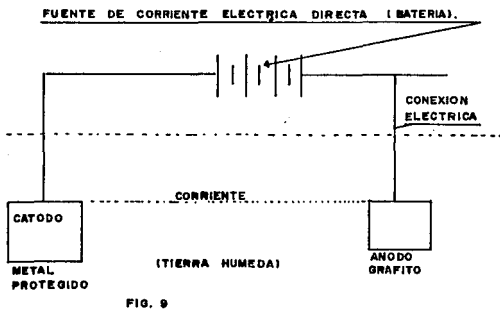 FUENTE DE CORRIENTE ELECTRICA DIRECTA (BATERIA).
CONEXION
ELECTRICA
CORRIENTE
CATODO
METAL
PROTEGIDO
(TIERRA HUMEDA)
ANODO
GRAFITO
FIG. 9